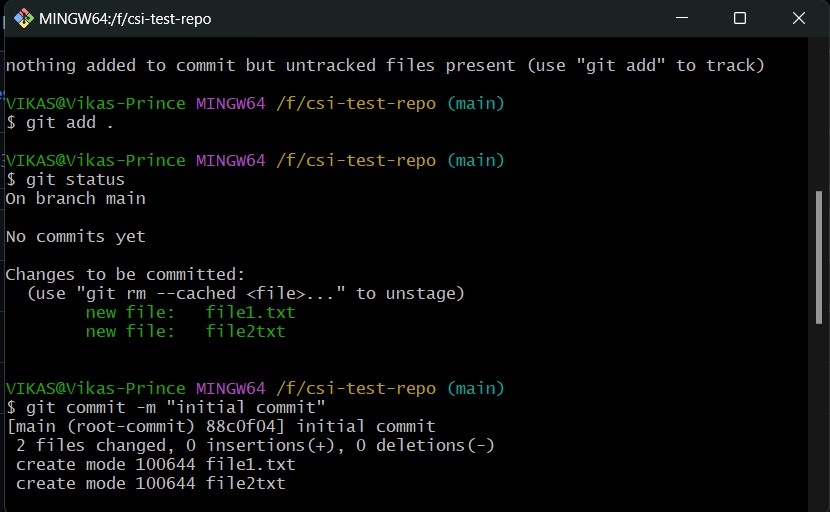 MINGW64:/f/csi-test-repo
nothing added to commit but untracked files present (use "git add" to track)
VIKAS@Vikas-Prince MINGW64 /f/csi-test-repo (main)
$ git add .
VIKAS@Vikas-Prince MINGW64 /f/csi-test-repo (main)
$ git status
On branch main
No commits yet
Changes to be committed:
(use "git rm --cached <file>..." to unstage)
new file: file1.txt
new file: file2txt
VIKAS@Vikas-Prince MINGW64 /f/csi-test-repo (main)
$ git commit -m "initial commit"
[main (root-commit) 88c0f04] initial commit
2 files changed, 0 insertions(+), 0 deletions(-)
create mode 100644 file1.txt
create mode 100644 file2txt